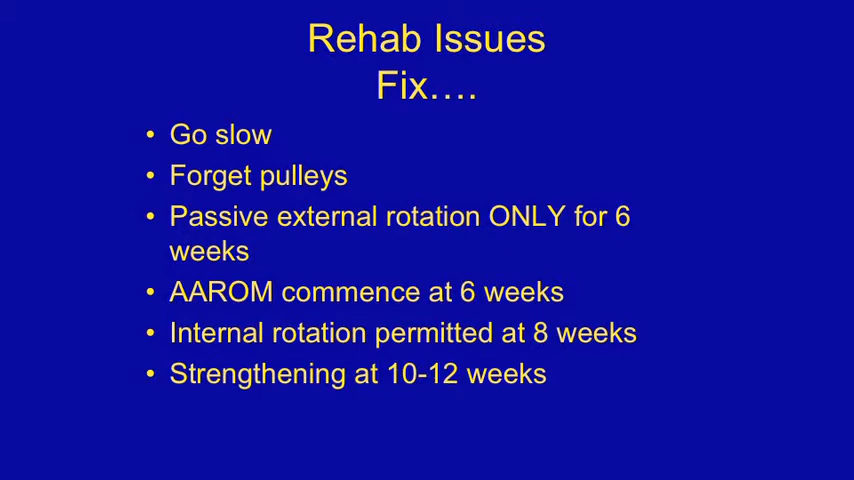 Rehab Issues
Fix….
• Go slow
• Forget pulleys
• Passive external rotation ONLY for 6
weeks
• AAROM commence at 6 weeks
• Internal rotation permitted at 8 weeks
• Strengthening at 10-12 weeks